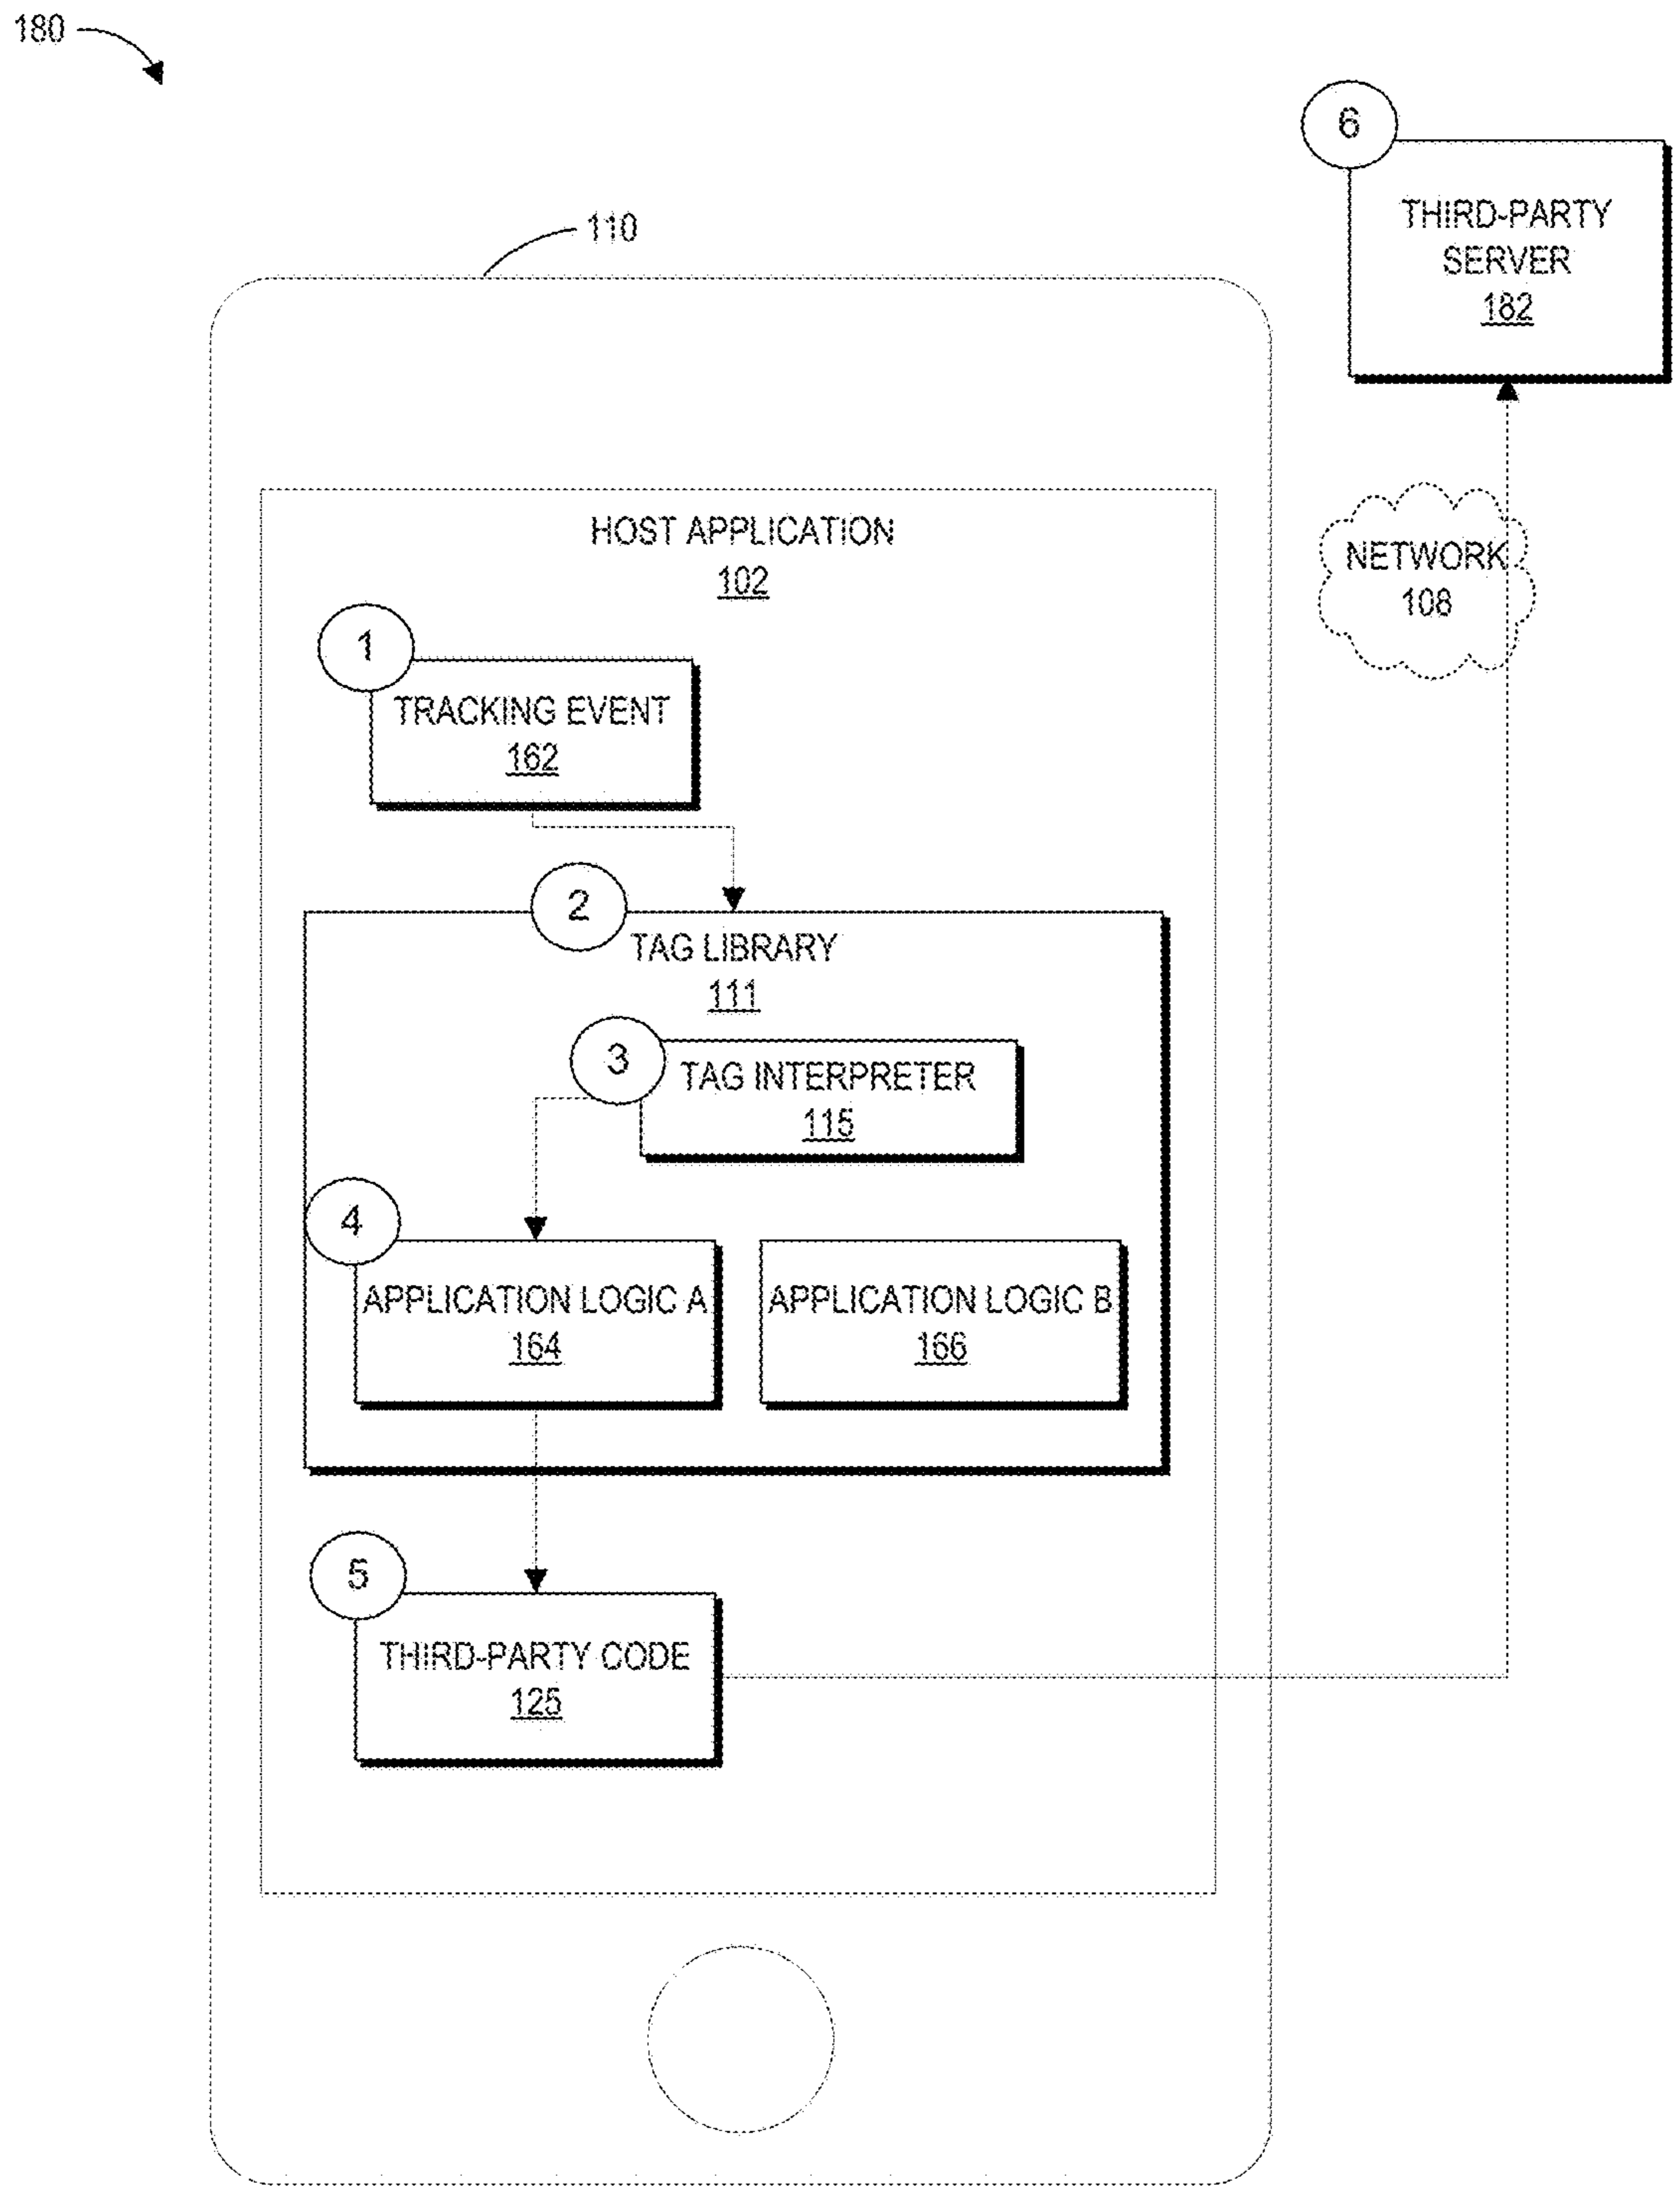 180
6
THIRD-PARTY
SERVER
182
110
HOST APPLICATION
102
NETWORK
108
1
TRACKING EVENT
162
2
TAG LIBRARY
111
3
TAG INTERPRETER
115
4
APPLICATION LOGIC A
164
APPLICATION LOGIC B
166
5
THIRD-PARTY CODE
125